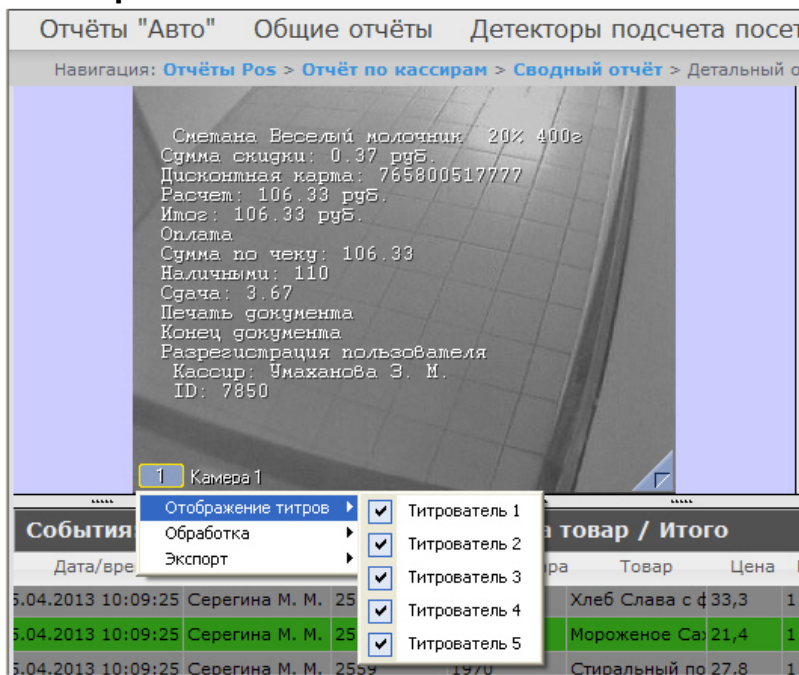 Отчёты "Авто" Общие отчёты Детекторы подсчета посет
Навигация: Отчёты Pos > Отчёт по кассирам > Сводный отчёт > Детальный о
Сметана Веселый молочник 20% 400г
Сумма скидки: 0.37 руб.
Дисконтная карта: 765800517777
Расчет: 106.33 руб.
Итог: 106.33 руб.
Оплата
Сумма по чеку: 106.33
Наличными: 110
Сдача: 3.67
Печать документа
Конец документа
Разрегистрация пользователя
Кассир: Умаханова З. М.
ID: 7850
1 Камера 1
Отображение титров
Обработка
Экспорт
Титрователь 1
Титрователь 2
Титрователь 3
Титрователь 4
Титрователь 5
События а товар / Итого
Дата/вре ра Товар Цена
5.04.2013 10:09:25 Серегина М. М. 25 Хлеб Слава с ф 33,3 1
5.04.2013 10:09:25 Серегина М. М. 25 Мороженое Сах 21,4 1
5.04.2013 10:09:25 Серегина М. М. 2559 1970 Стиральный по 27,8 1